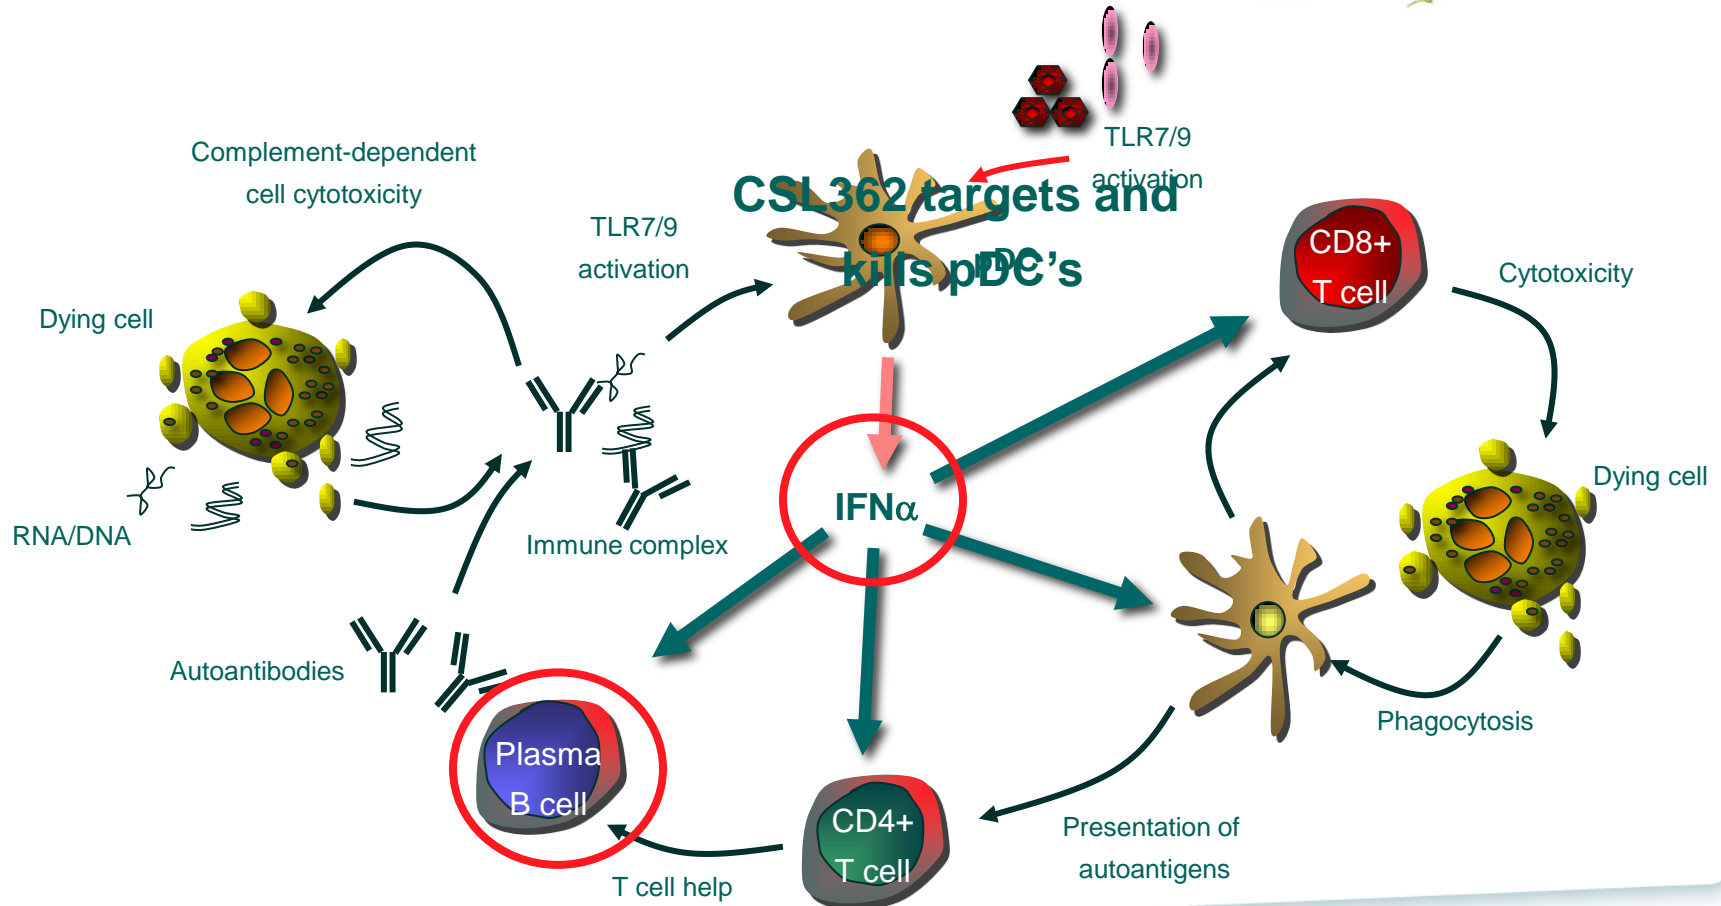 Complement-dependent
cell cytotoxicity
TLR7/9
activation
TLR7/9
activation
CSL362 targets and
kills pDC's
pDC
CD8+
T cell
Cytotoxicity
Dying cell
Dying cell
RNA/DNA
Immune complex
IFNα
Autoantibodies
Plasma
B cell
Phagocytosis
CD4+
T cell
Presentation of
autoantigens
T cell help